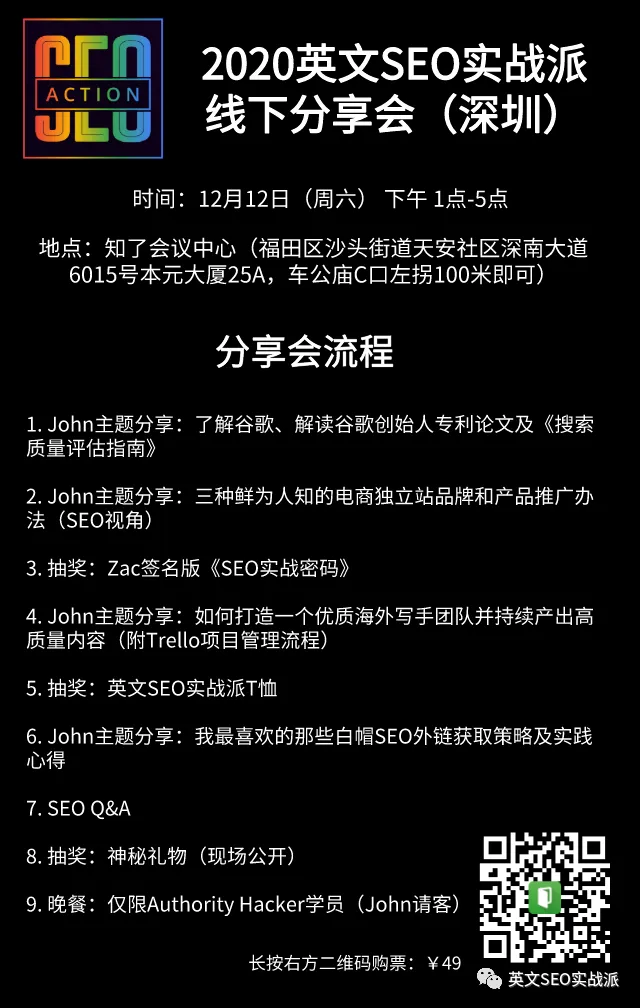 SEO
ACTION
2020英文SEO实战派
线下分享会（深圳）
时间：12月12日（周六） 下午 1点-5点
地点：知了会议中心（福田区沙头街道天安社区深南大道
6015号本元大厦25A，车公庙C口左拐100米即可）
分享会流程
1. John主题分享：了解谷歌、解读谷歌创始人专利论文及《搜索
质量评估指南》
2. John主题分享：三种鲜为人知的电商独立站品牌和产品推广办
法（SEO视角）
3. 抽奖：Zac签名版《SEO实战密码》
4. John主题分享：如何打造一个优质海外写手团队并持续产出高
质量内容（附Trello项目管理流程）
5. 抽奖：英文SEO实战派T恤
6. John主题分享：我最喜欢的那些白帽SEO外链获取策略及实践
心得
7. SEO Q&A
8. 抽奖：神秘礼物（现场公开）
9. 晚餐：仅限Authority Hacker学员（John请客）
长按右方二维码购票：￥49
英文SEO实战派